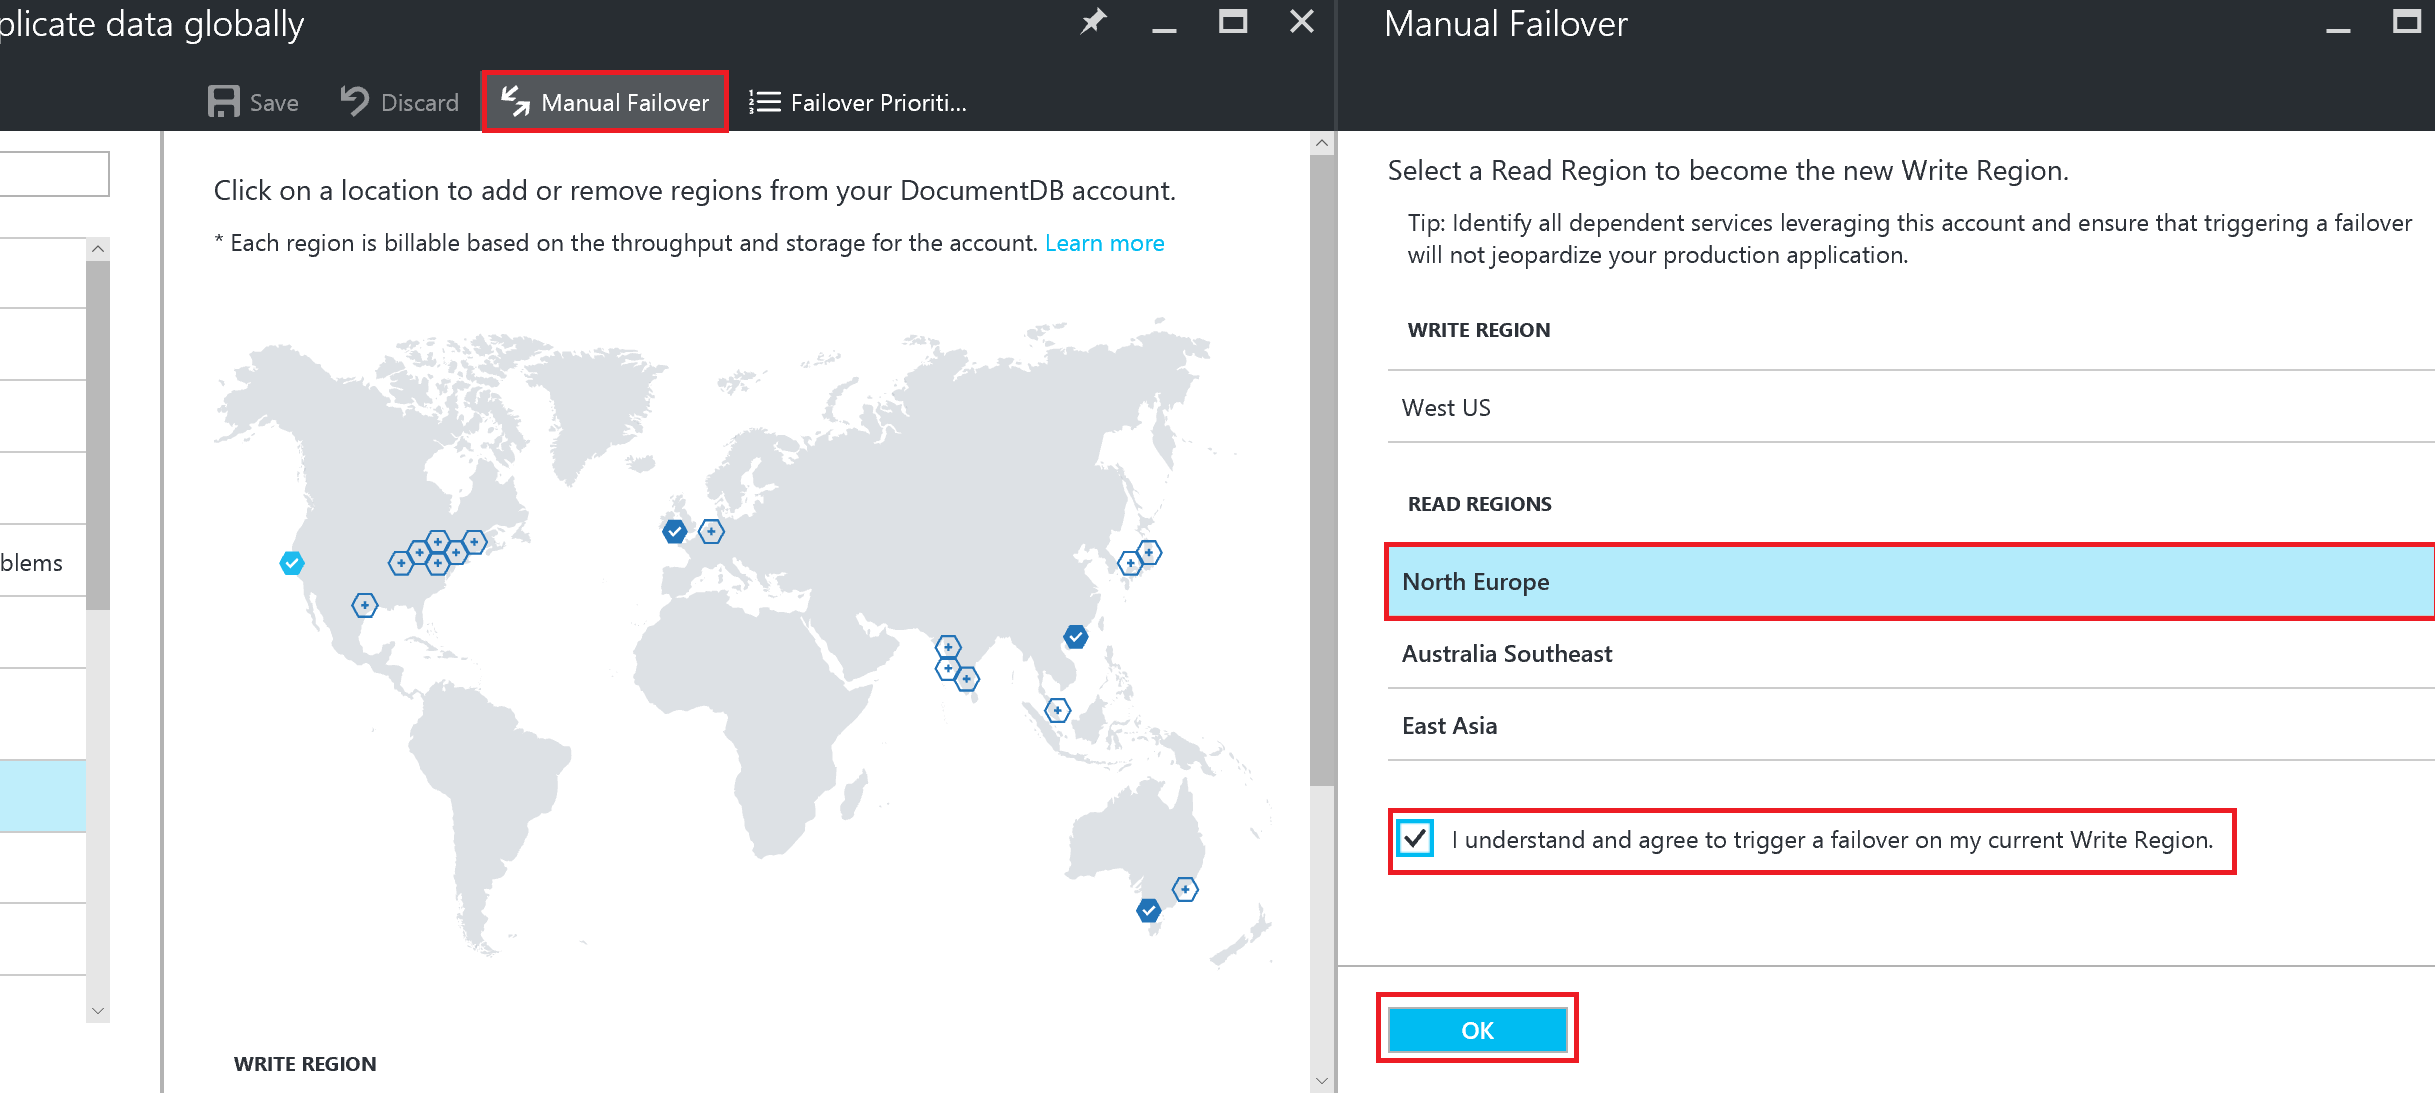 plicate data globally
Save
Discard
Manual Failover
Failover Prioriti...
blems
Click on a location to add or remove regions from your DocumentDB account.
* Each region is billable based on the throughput and storage for the account. Learn more
WRITE REGION
Manual Failover
Select a Read Region to become the new Write Region.
Tip: Identify all dependent services leveraging this account and ensure that triggering a failover
will not jeopardize your production application.
WRITE REGION
West US
READ REGIONS
North Europe
Australia Southeast
East Asia
I understand and agree to trigger a failover on my current Write Region.
OK